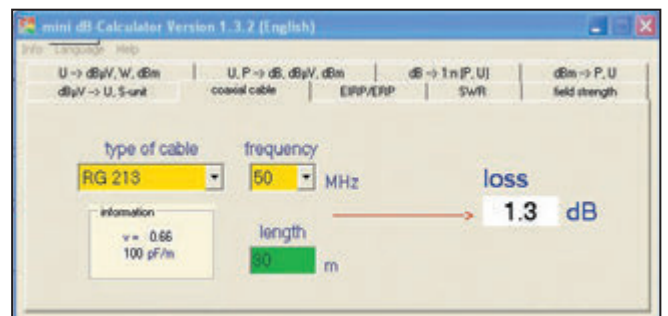 mini dB-Calculator Version 1.3.2 (English)
Info Language Help
U -> dBµV, W, dBm U, P -> dB, dBµV, dBm dB -> 1:n (P, U) dBm -> P, U
dBµV -> U, S-unit coaxial cable EIRP/ERP SWR field strength
type of cable frequency
RG 213 50 MHz loss
1.3 dB
information
v = 0.66
100 pF/m
length
30 m